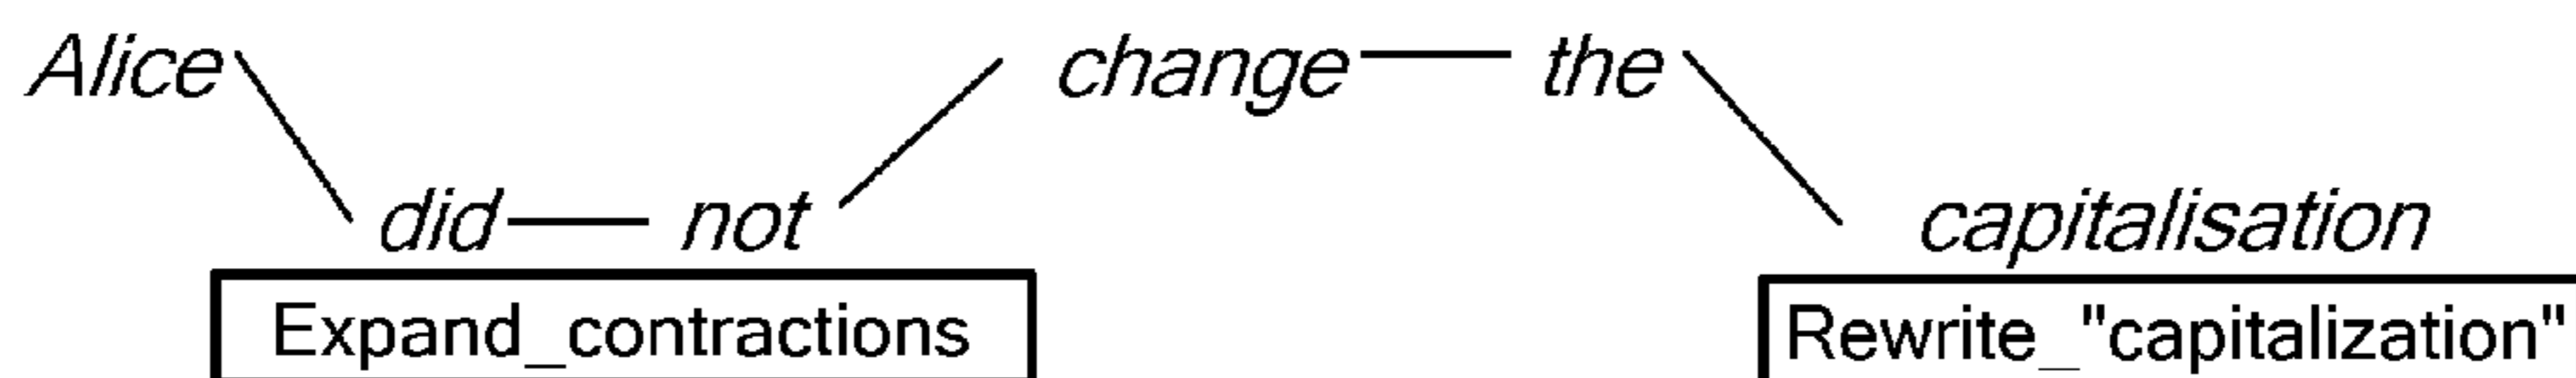 Alice change the
did not capitalisation
Expand_contractions Rewrite_"capitalization"